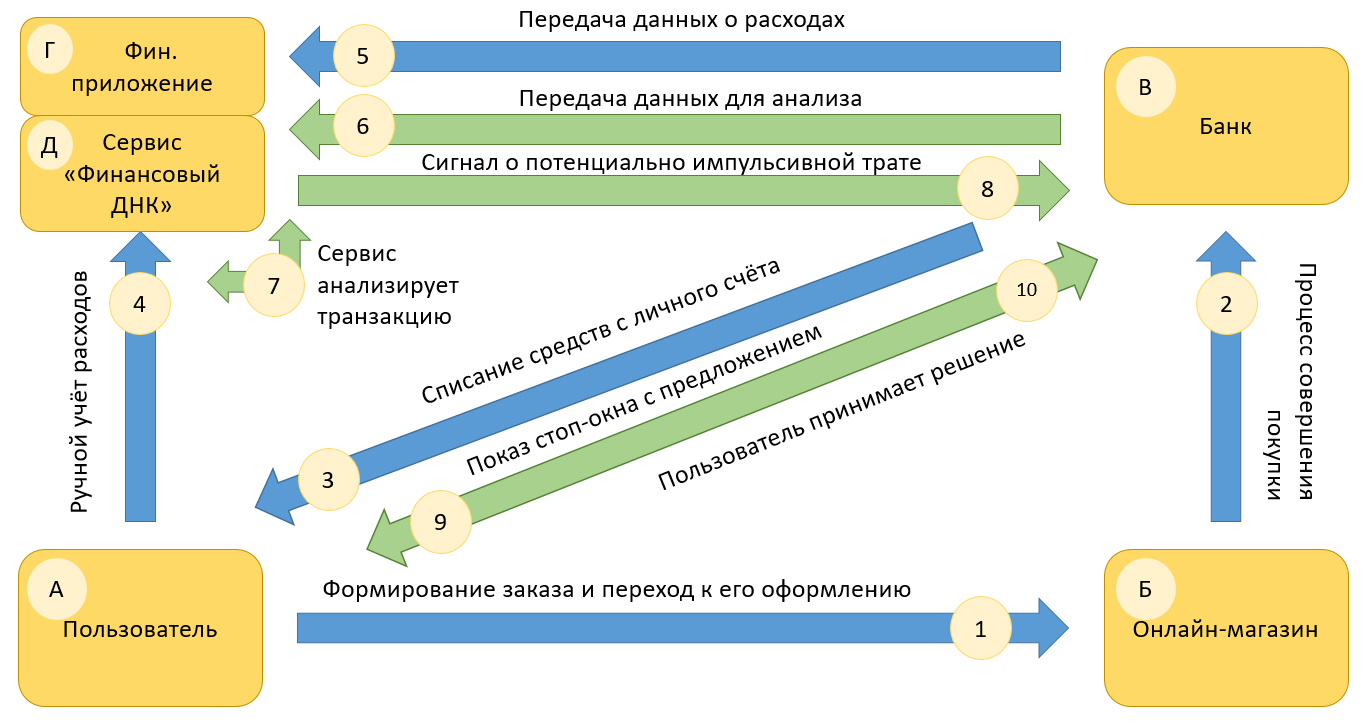 Передача данных о расходах
Г
Фин.
приложение
5
В
Банк
Передача данных для анализа
6
Д
Сервис
«Финансовый
ДНК»
Сигнал о потенциально импульсивной трате
8
7
Сервис
анализирует
транзакцию
4
Ручной учёт расходов
Списание средств с личного счёта
3
10
Показ стоп-окна с предложением
Пользователь принимает решение
9
2
Процесс совершения
покупки
А
Пользователь
Формирование заказа и переход к его оформлению
1
Б
Онлайн-магазин